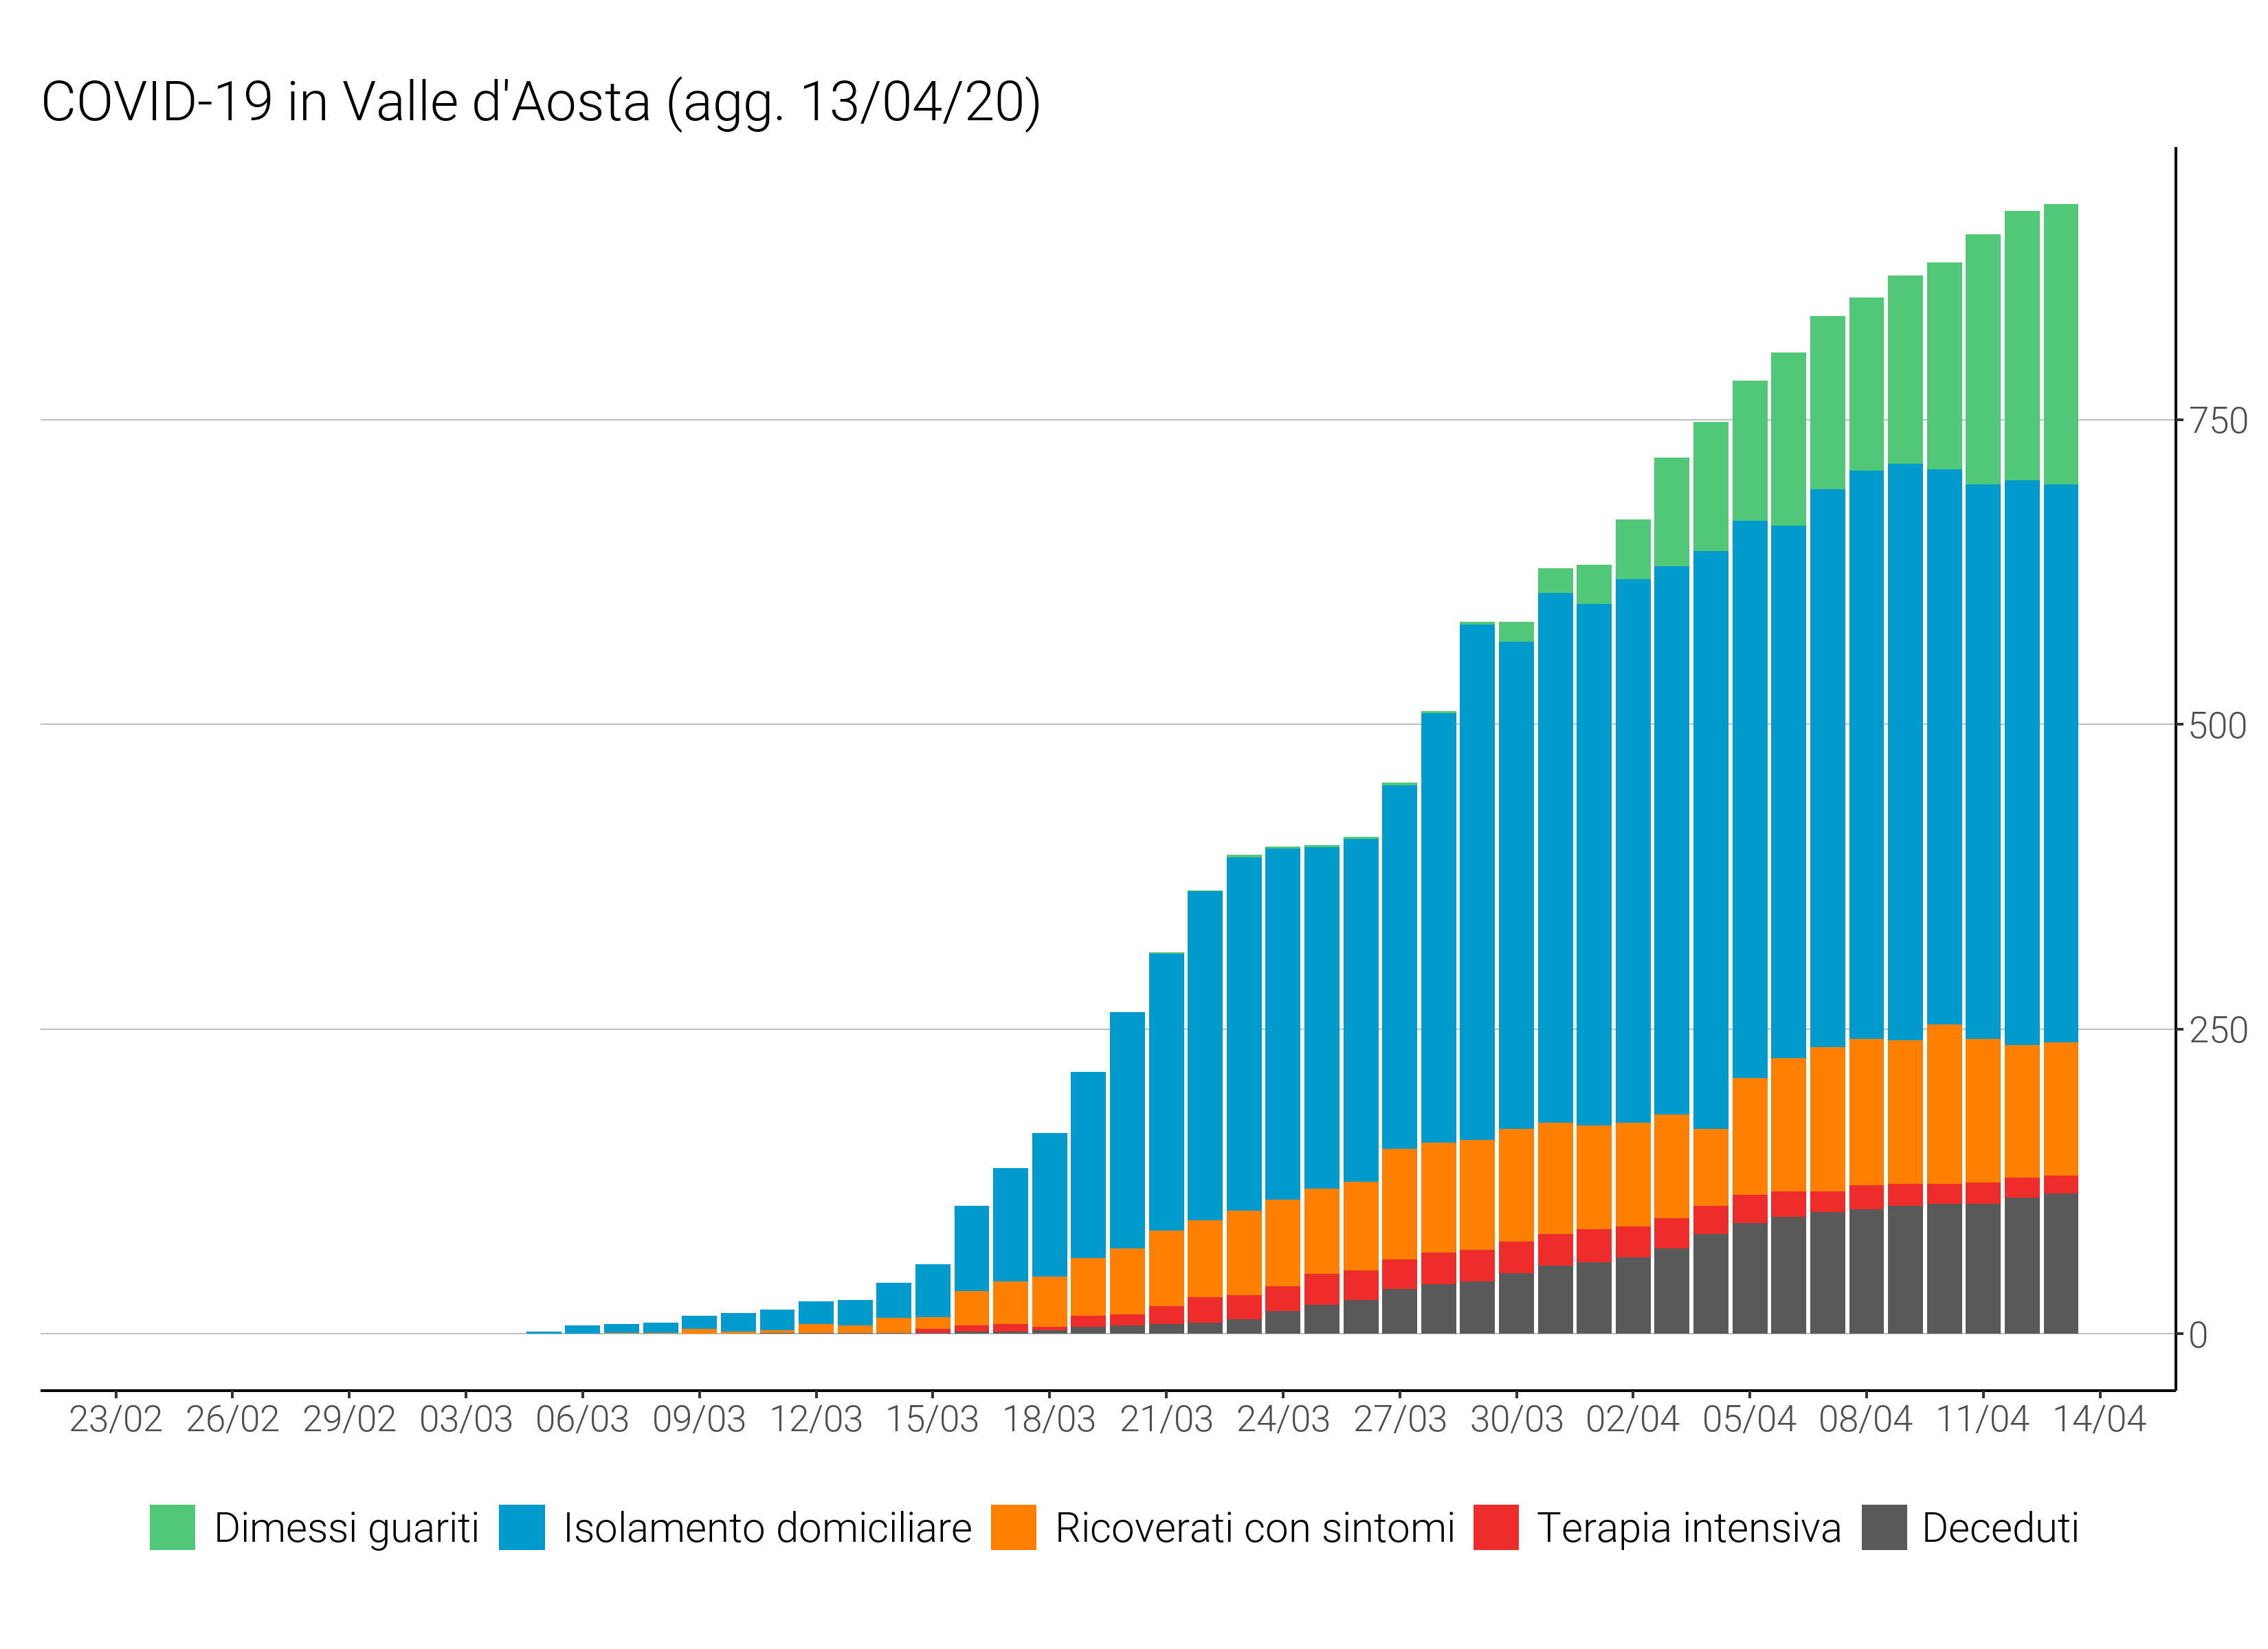 COVID-19 in Valle d'Aosta (agg. 13/04/20)
750
500
250
0
23/02 26/02 29/02 03/03 06/03 09/03 12/03 15/03 18/03 21/03 24/03 27/03 30/03 02/04 05/04 08/04 11/04 14/04
Dimessi guariti Isolamento domiciliare Ricoverati con sintomi Terapia intensiva Deceduti